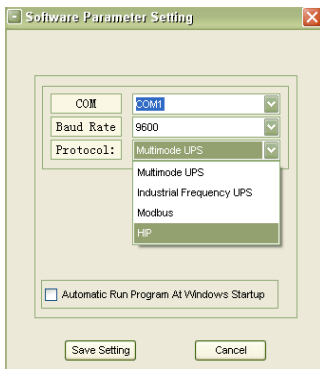 Software Parameter Setting
COM
COM1
Baud Rate
9600
Protocol:
Multimode UPS
Multimode UPS
Industrial Frequency UPS
Modbus
HIP
Automatic Run Program At Windows Startup
Save Setting
Cancel